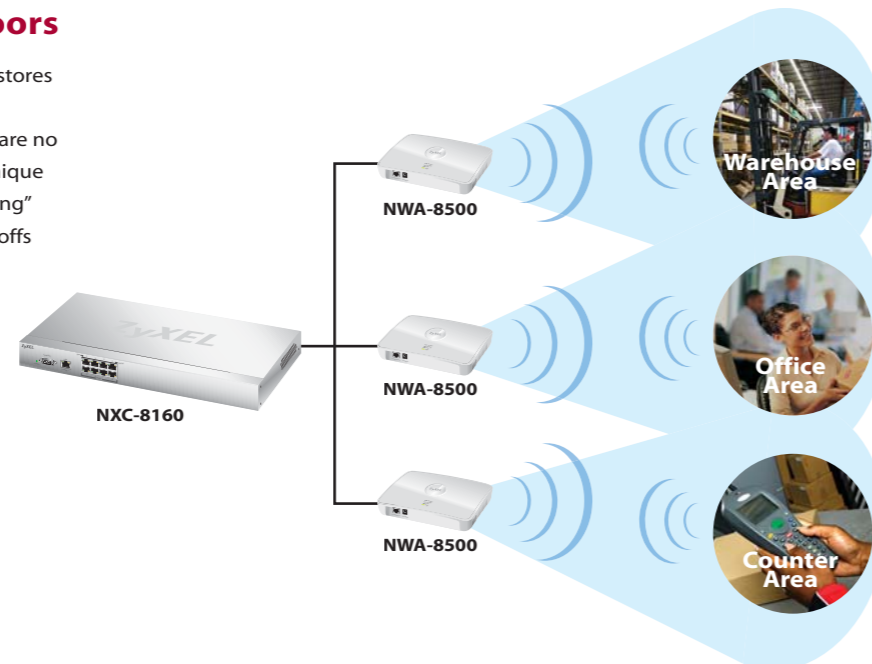 oors
stores
are no
nique
ng”
offs
ZyXEL
NXC-8160
NWA-8500
NWA-8500
NWA-8500
Warehouse
Area
Office
Area
Counter
Area